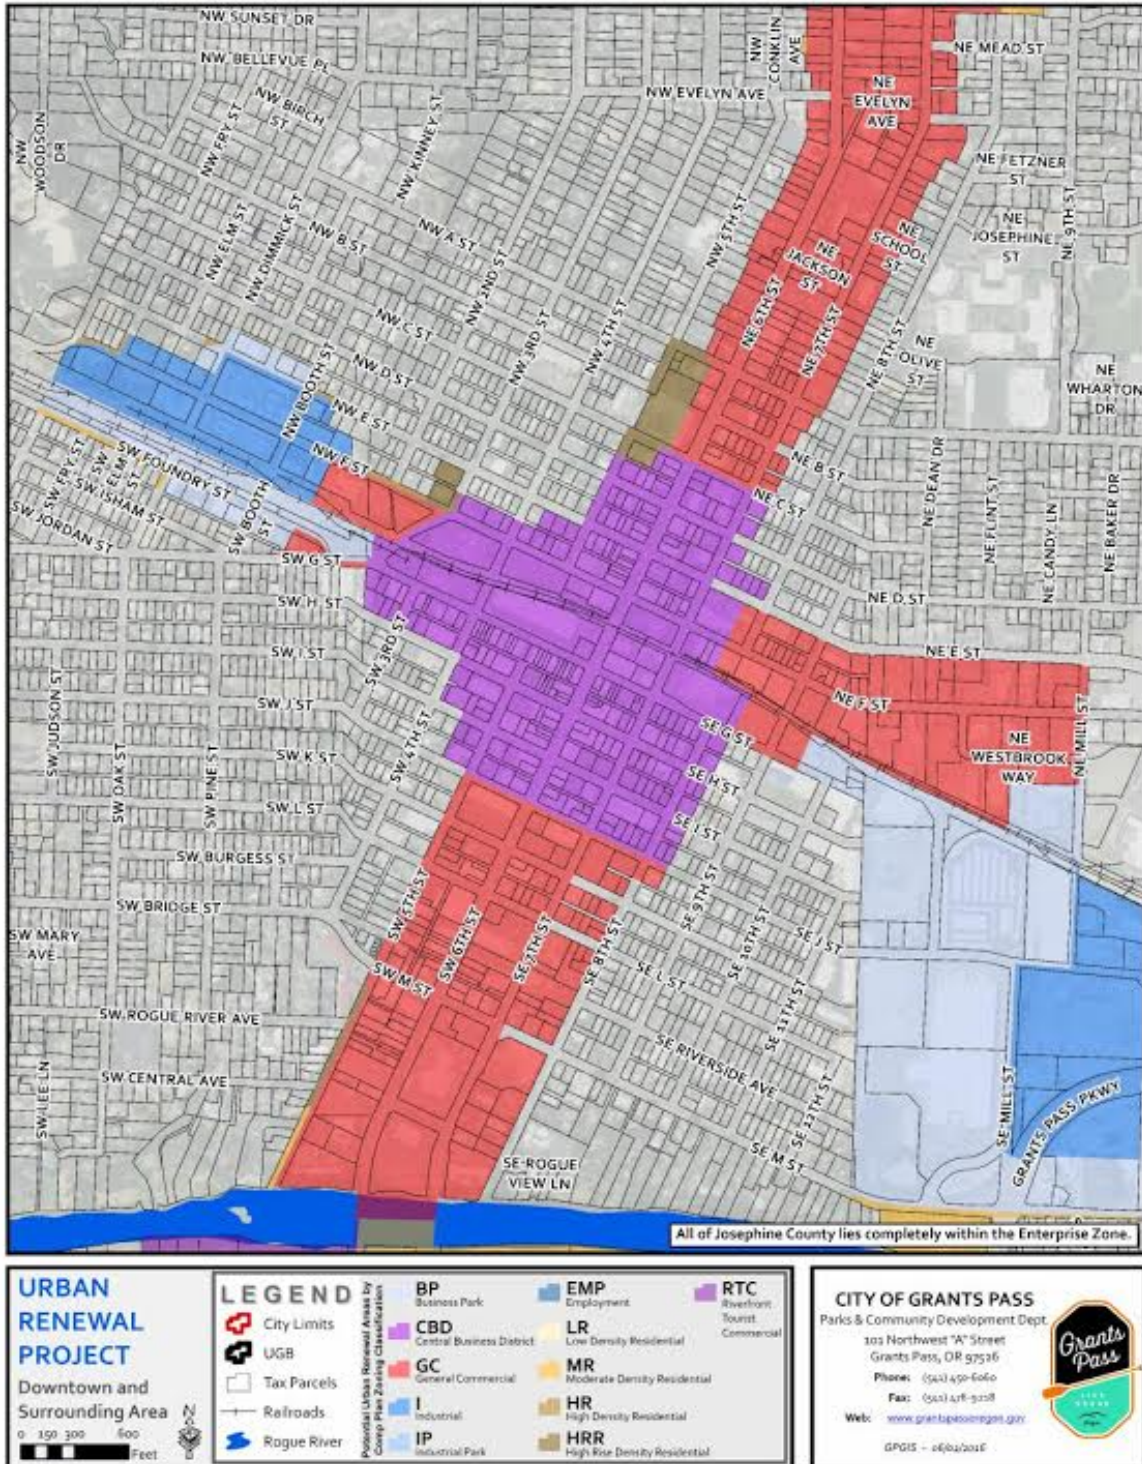 NW SUNSET DR
NW BELLEVUE PL
NW CONKLIN AVE
NE MEAD ST
NW EVELYN AVE
NE EVELYN AVE
NW BIRCH ST
NW FRY ST
NW KINNEY ST
NW WOODSON DR
NE FETZNER ST
NE 9TH ST
NE JOSEPHINE ST
NE SCHOOL ST
NE JACKSON ST
NW 5TH ST
NW A ST
NW B ST
NW ELM ST
NW DIMMICK ST
NW 2ND ST
NW C ST
NW 3RD ST
NW 4TH ST
NE 6TH ST
NE 7TH ST
NE 8TH ST
NE OLIVE ST
NE WHARTON DR
NW D ST
NW BOOTH ST
NW E ST
NW F ST
NE B ST
NE C ST
NE DEAN DR
NE FLINT ST
NE CANDY LN
NE BAKER DR
SW FOUNDRY ST
SW FRY ST
SW ELM ST
SW ISHAM ST
SW JORDAN ST
SW BOOTH ST
SW G ST
SW H ST
SW I ST
SW 3RD ST
NE D ST
NE E ST
NE F ST
NE MILL ST
NE WESTBROOK WAY
SW J ST
SW JUDSON ST
SW K ST
SW 4TH ST
SW OAK ST
SW PINE ST
SW L ST
SE G ST
SE H ST
SE I ST
SW BURGESS ST
SW BRIDGE ST
SW MARY AVE
SW 5TH ST
SW 6TH ST
SE 7TH ST
SE 8TH ST
SE 9TH ST
SE 10TH ST
SE J ST
SE L ST
SW M ST
SW ROGUE RIVER AVE
SE 11TH ST
SE RIVERSIDE AVE
SW CENTRAL AVE
SW LEE LN
SE 12TH ST
SE MILL ST
GRANTS PASS PKWY
SE M ST
SE ROGUE VIEW LN
All of Josephine County lies completely within the Enterprise Zone.
URBAN
RENEWAL
PROJECT
Downtown and
Surrounding Area
N
0 150 300 600
Feet
LEGEND
City Limits
UGB
Tax Parcels
Railroads
Rogue River
Potential Urban Renewal Areas by
Comp Plan Zoning Classification
BP
Business Park
CBD
Central Business District
GC
General Commercial
I
Industrial
IP
Industrial Park
EMP
Employment
LR
Low Density Residential
MR
Moderate Density Residential
HR
High Density Residential
HRR
High Rise Density Residential
RTC
Riverfront
Tourist
Commercial
CITY OF GRANTS PASS
Parks & Community Development Dept.
101 Northwest "A" Street
Grants Pass, OR 97526
Phone: (541) 450-6060
Fax: (541)
Web: www.grantspassoregon.gov
GPGIS -
Grants
Pass